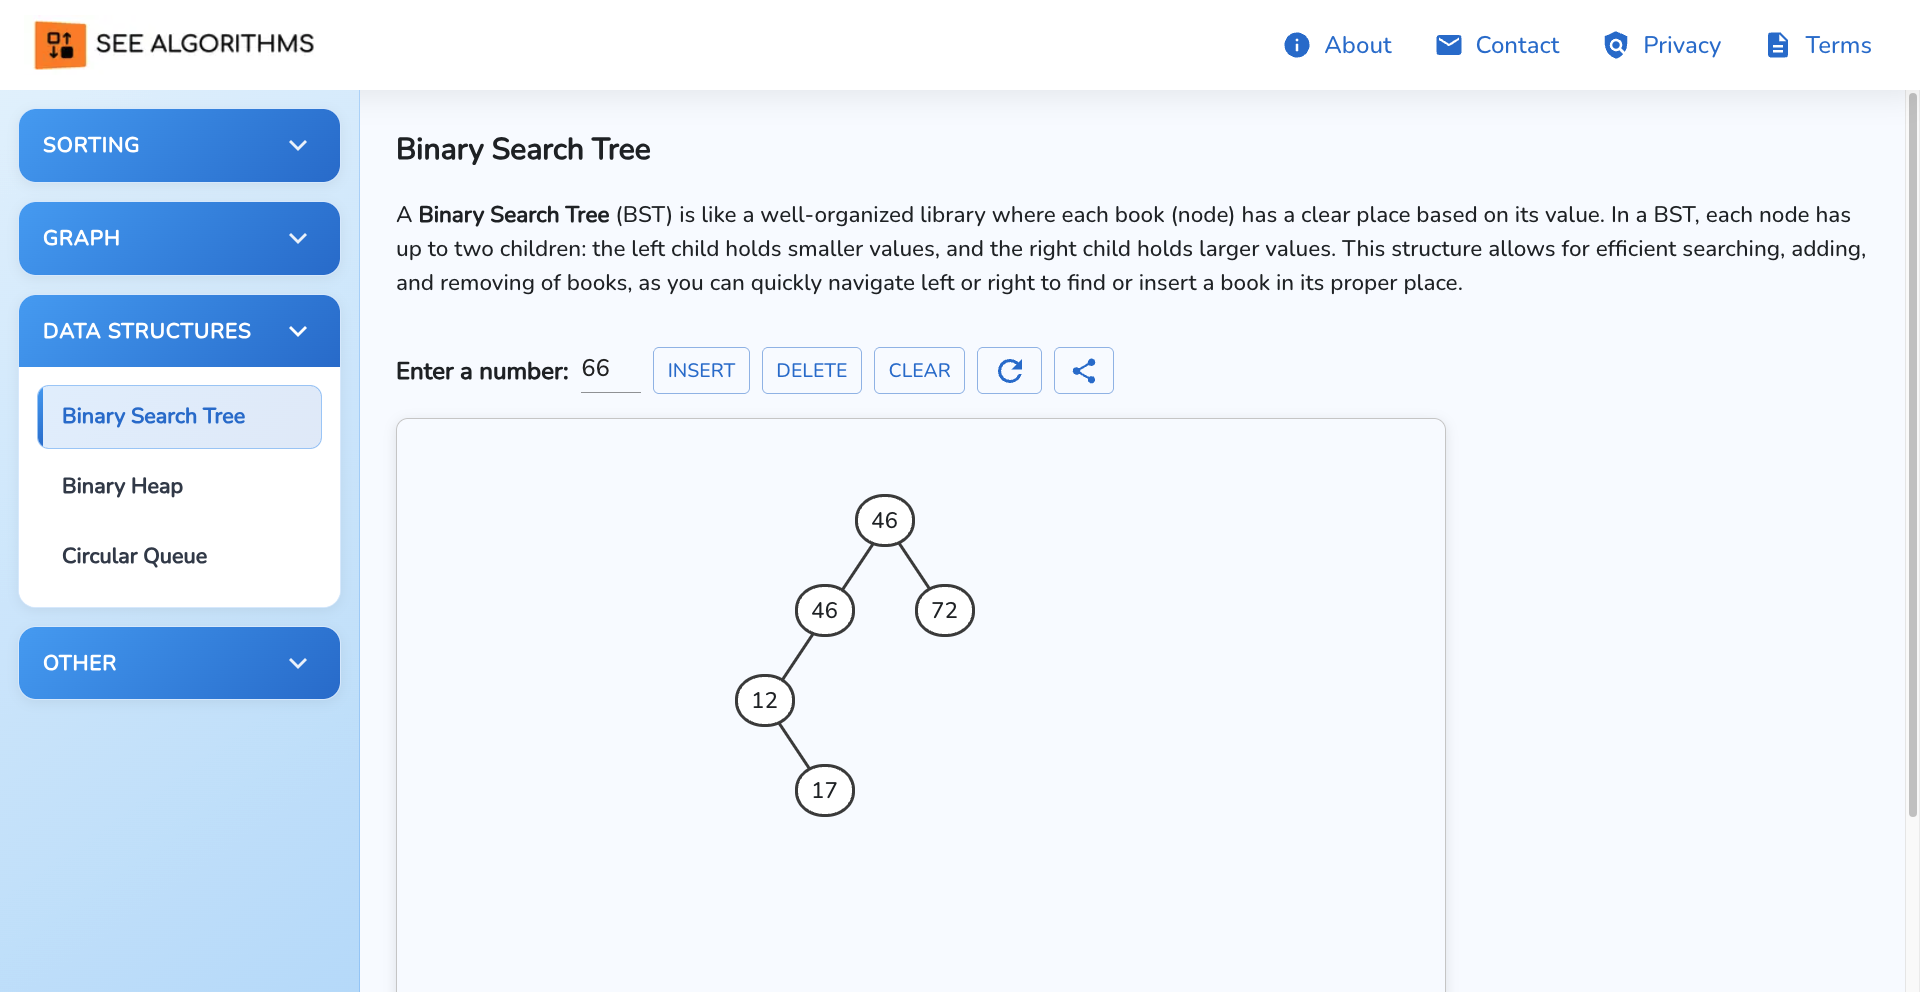 SEE ALGORITHMS
About
Contact
Privacy
Terms
SORTING
GRAPH
DATA STRUCTURES
Binary Search Tree
Binary Heap
Circular Queue
OTHER
Binary Search Tree
A Binary Search Tree (BST) is like a well-organized library where each book (node) has a clear place based on its value. In a BST, each node has
up to two children: the left child holds smaller values, and the right child holds larger values. This structure allows for efficient searching, adding,
and removing of books, as you can quickly navigate left or right to find or insert a book in its proper place.
Enter a number: 66 INSERT DELETE CLEAR
46
46 72
12
17